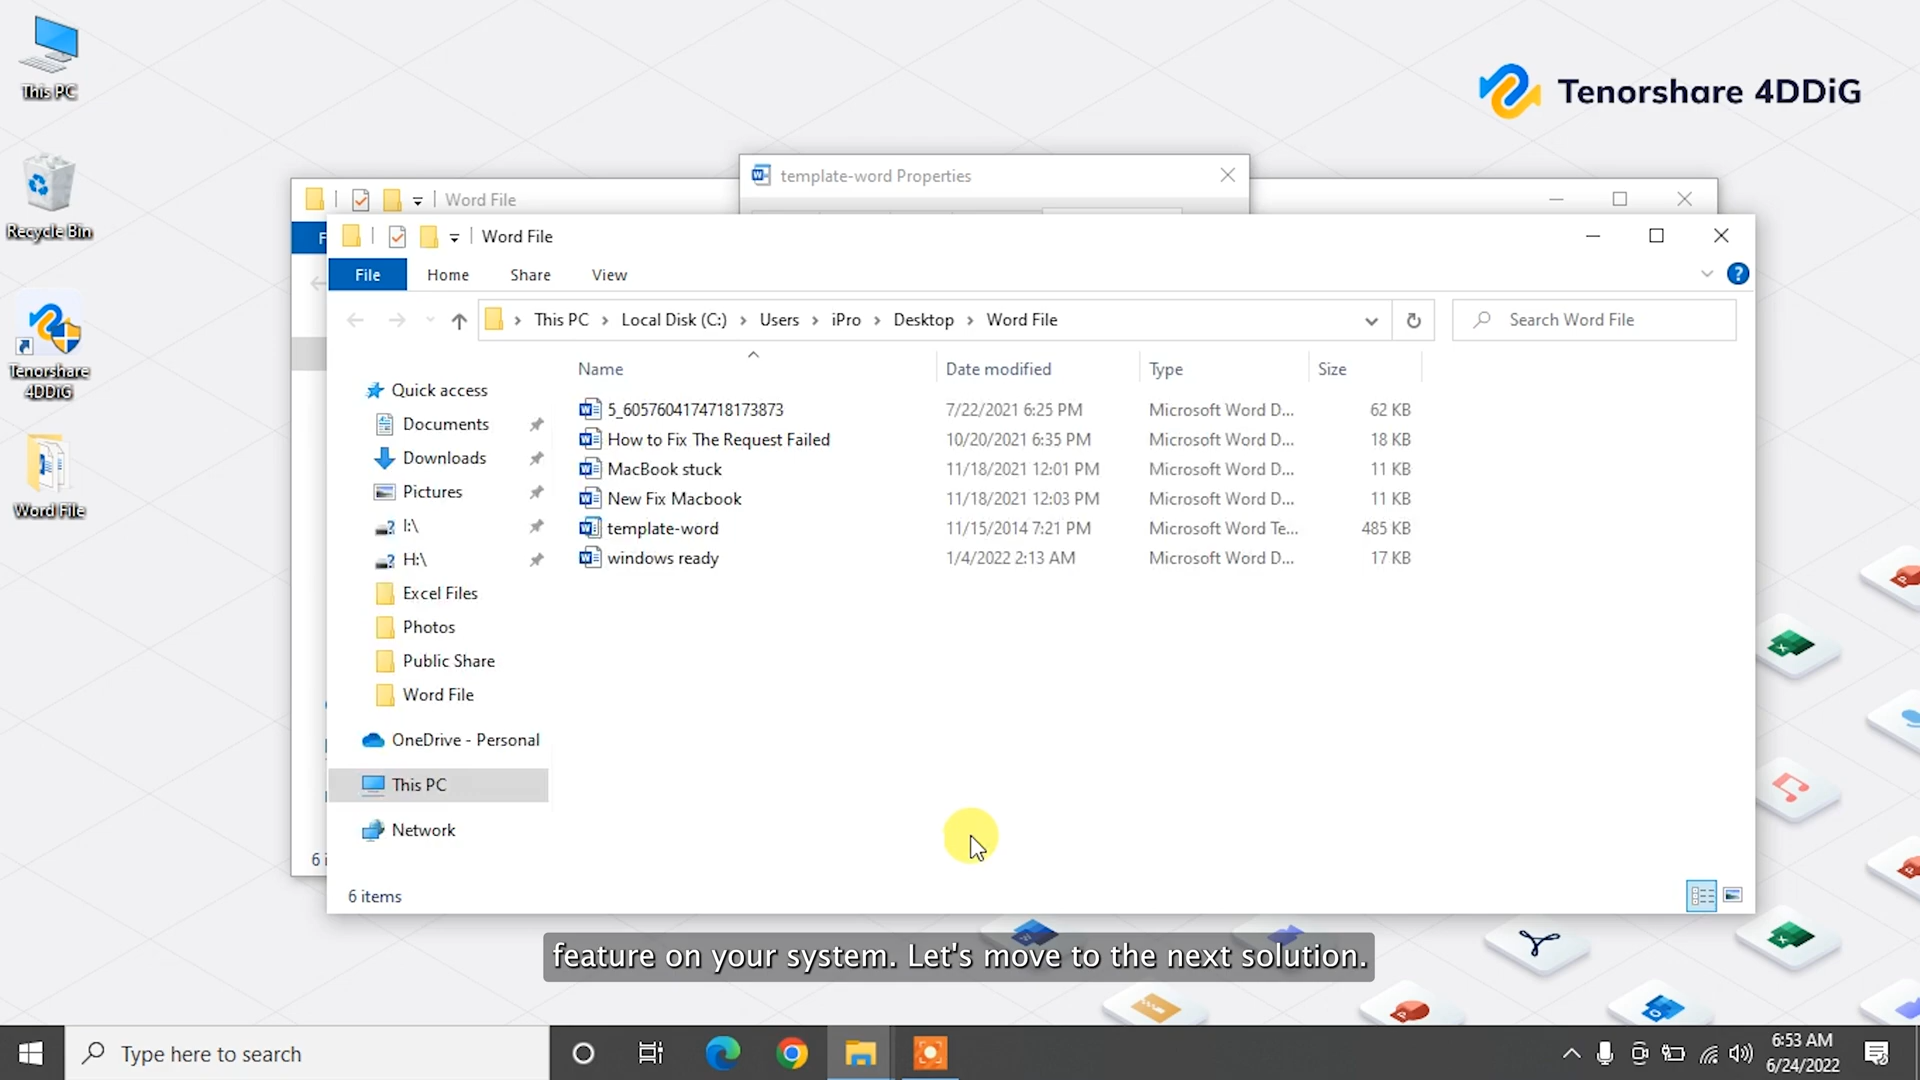 This PC
Recycle Bin
Tenorshare
4DDiG
Word File
Tenorshare 4DDiG
template-word Properties
Word File
F
6 i
Word File
File Home Share View
This PC > Local Disk (C:) > Users > iPro > Desktop > Word File
Search Word File
Name Date modified Type Size
Quick access
Documents
Downloads
Pictures
I:\
H:\
Excel Files
Photos
Public Share
Word File
OneDrive - Personal
This PC
Network
5_6057604174718173873 7/22/2021 6:25 PM Microsoft Word D... 62 KB
How to Fix The Request Failed 10/20/2021 6:35 PM Microsoft Word D... 18 KB
MacBook stuck 11/18/2021 12:01 PM Microsoft Word D... 11 KB
New Fix Macbook 11/18/2021 12:03 PM Microsoft Word D... 11 KB
template-word 11/15/2014 7:21 PM Microsoft Word Te... 485 KB
windows ready 1/4/2022 2:13 AM Microsoft Word D... 17 KB
6 items
feature on your system. Let's move to the next solution.
Type here to search
6:53 AM
6/24/2022